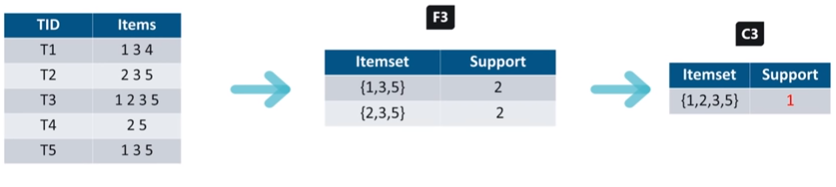 TID Items
T1 1 3 4
T2 2 3 5
T3 1 2 3 5
T4 2 5
T5 1 3 5
F3
Itemset Support
{1,3,5} 2
{2,3,5} 2
C3
Itemset Support
{1,2,3,5} 1